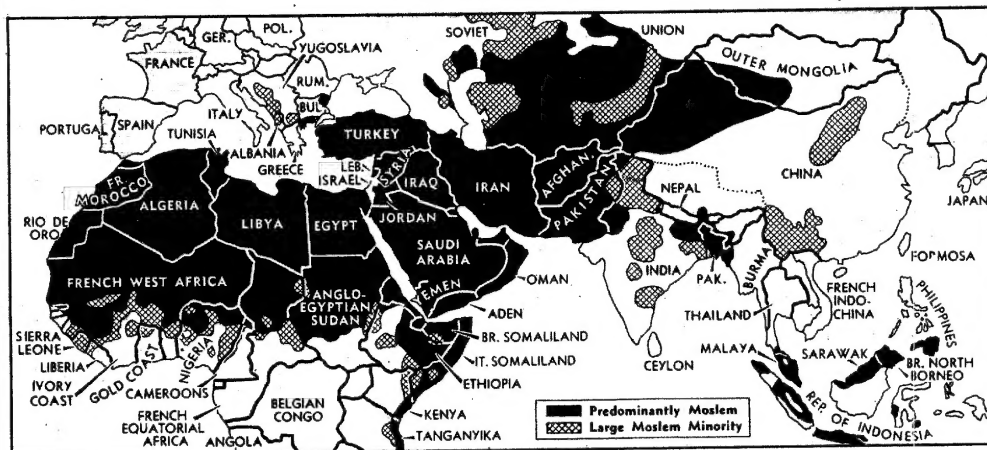 SOVIET
UNION
GER.
POL.
YUGOSLAVIA
FRANCE
RUM.
OUTER MONGOLIA
BUL.
ITALY
PORTUGAL
SPAIN
TUNISIA
TURKEY
CHINA
ALBANIA
GREECE
LEB.
SYRIA
ISRAEL
IRAQ
IRAN
AFGHAN.
PAKISTAN
NEPAL
JAPAN
FR.
MOROCCO
ALGERIA
RIO DE
ORO
LIBYA
EGYPT
JORDAN
SAUDI
ARABIA
FORMOSA
INDIA
PAK.
BURMA
FRENCH WEST AFRICA
ANGLO-
EGYPTIAN
SUDAN
YEMEN
OMAN
ADEN
THAILAND
FRENCH
INDO-
CHINA
PHILIPPINES
SIERRA
LEONE
LIBERIA
IVORY
COAST
GOLD COAST
NIGERIA
CAMEROONS
BR. SOMALILAND
IT. SOMALILAND
ETHIOPIA
CEYLON
MALAYA
SARAWAK
BR. NORTH
BORNEO
FRENCH
EQUATORIAL
AFRICA
BELGIAN
CONGO
ANGOLA
KENYA
TANGANYIKA
REP. OF INDONESIA
Predominantly Moslem
Large Moslem Minority